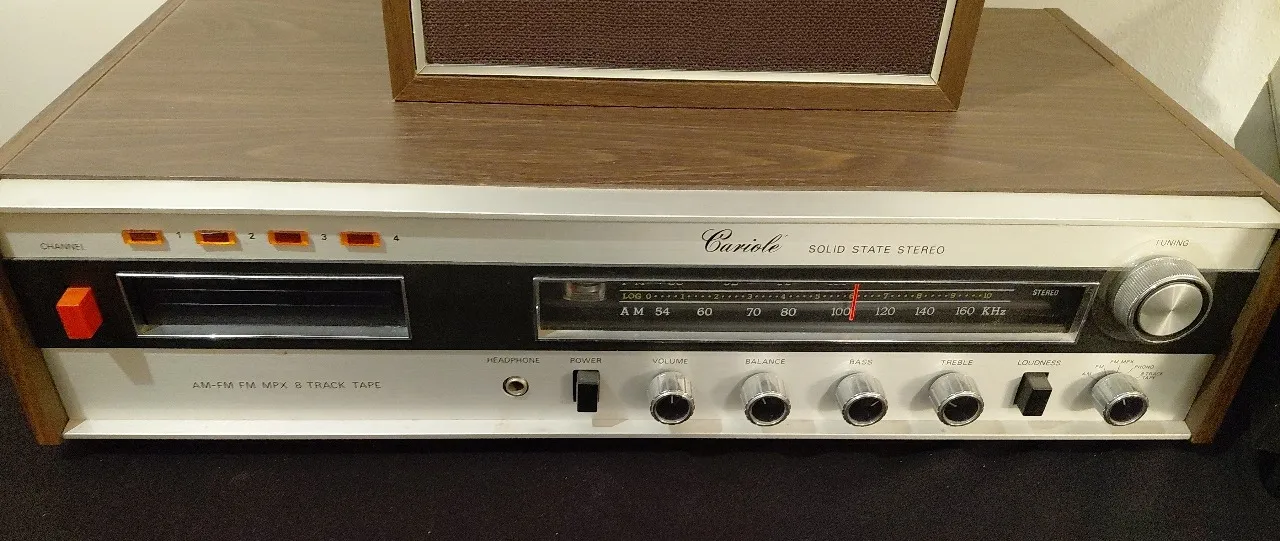 CHANNEL 1 2 3 4
Cariole SOLID STATE STEREO
TUNING
LOG 0 1 2 3 4 5 6 7 8 9 10
STEREO
AM 54 60 70 80 100 120 140 160 KHz
HEADPHONE POWER VOLUME BALANCE BASS TREBLE LOUDNESS
AM-FM FM MPX 8 TRACK TAPE
FM MPX
FM PHONO
AM 8 TRACK
TAPE